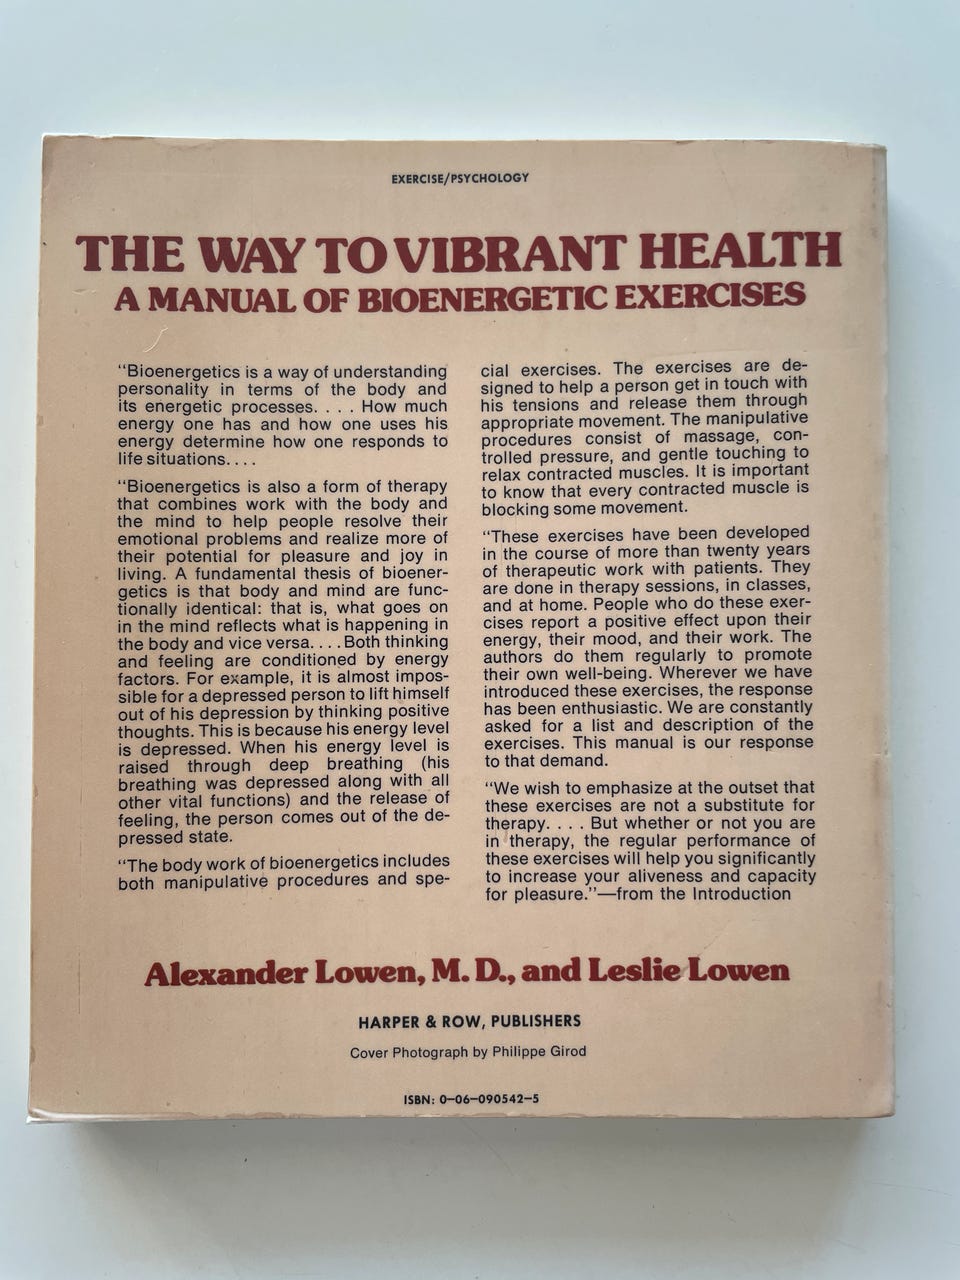 EXERCISE/PSYCHOLOGY
THE WAY TO VIBRANT HEALTH
A MANUAL OF BIOENERGETIC EXERCISES
“Bioenergetics is a way of understanding
personality in terms of the body and
its energetic processes. . . . How much
energy one has and how one uses his
energy determine how one responds to
life situations. . . .
“Bioenergetics is also a form of therapy
that combines work with the body and
the mind to help people resolve their
emotional problems and realize more of
their potential for pleasure and joy in
living. A fundamental thesis of bioener-
getics is that body and mind are func-
tionally identical: that is, what goes on
in the mind reflects what is happening in
the body and vice versa. . . . Both thinking
and feeling are conditioned by energy
factors. For example, it is almost impos-
sible for a depressed person to lift himself
out of his depression by thinking positive
thoughts. This is because his energy level
is depressed. When his energy level is
raised through deep breathing (his
breathing was depressed along with all
other vital functions) and the release of
feeling, the person comes out of the de-
pressed state.
“The body work of bioenergetics includes
both manipulative procedures and spe-
cial exercises. The exercises are de-
signed to help a person get in touch with
his tensions and release them through
appropriate movement. The manipulative
procedures consist of massage, con-
trolled pressure, and gentle touching to
relax contracted muscles. It is important
to know that every contracted muscle is
blocking some movement.
“These exercises have been developed
in the course of more than twenty years
of therapeutic work with patients. They
are done in therapy sessions, in classes,
and at home. People who do these exer-
cises report a positive effect upon their
energy, their mood, and their work. The
authors do them regularly to promote
their own well-being. Wherever we have
introduced these exercises, the response
has been enthusiastic. We are constantly
asked for a list and description of the
exercises. This manual is our response
to that demand.
“We wish to emphasize at the outset that
these exercises are not a substitute for
therapy. . . . But whether or not you are
in therapy, the regular performance of
these exercises will help you significantly
to increase your aliveness and capacity
for pleasure.”—from the Introduction
Alexander Lowen, M. D., and Leslie Lowen
HARPER & ROW, PUBLISHERS
Cover Photograph by Philippe Girod
ISBN: 0–06–090542–5